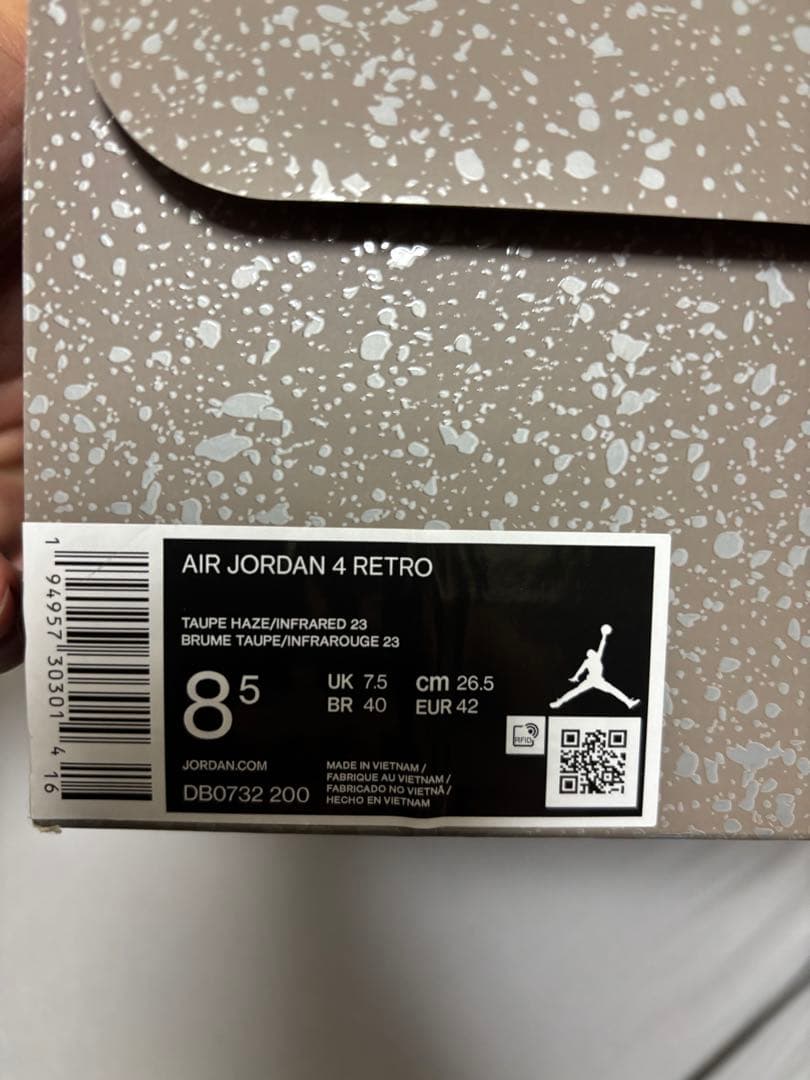 AIR JORDAN 4 RETRO
TAUPE HAZE/INFRARED 23
BRUME TAUPE/INFRAROUGE 23
8⁵
UK 7.5 cm 26.5
BR 40 EUR 42
RFID
JORDAN.COM
DB0732 200
MADE IN VIETNAM /
FABRIQUE AU VIETNAM /
FABRICADO NO VIETNÃ /
HECHO EN VIETNAM
1 94957 30301 4 16